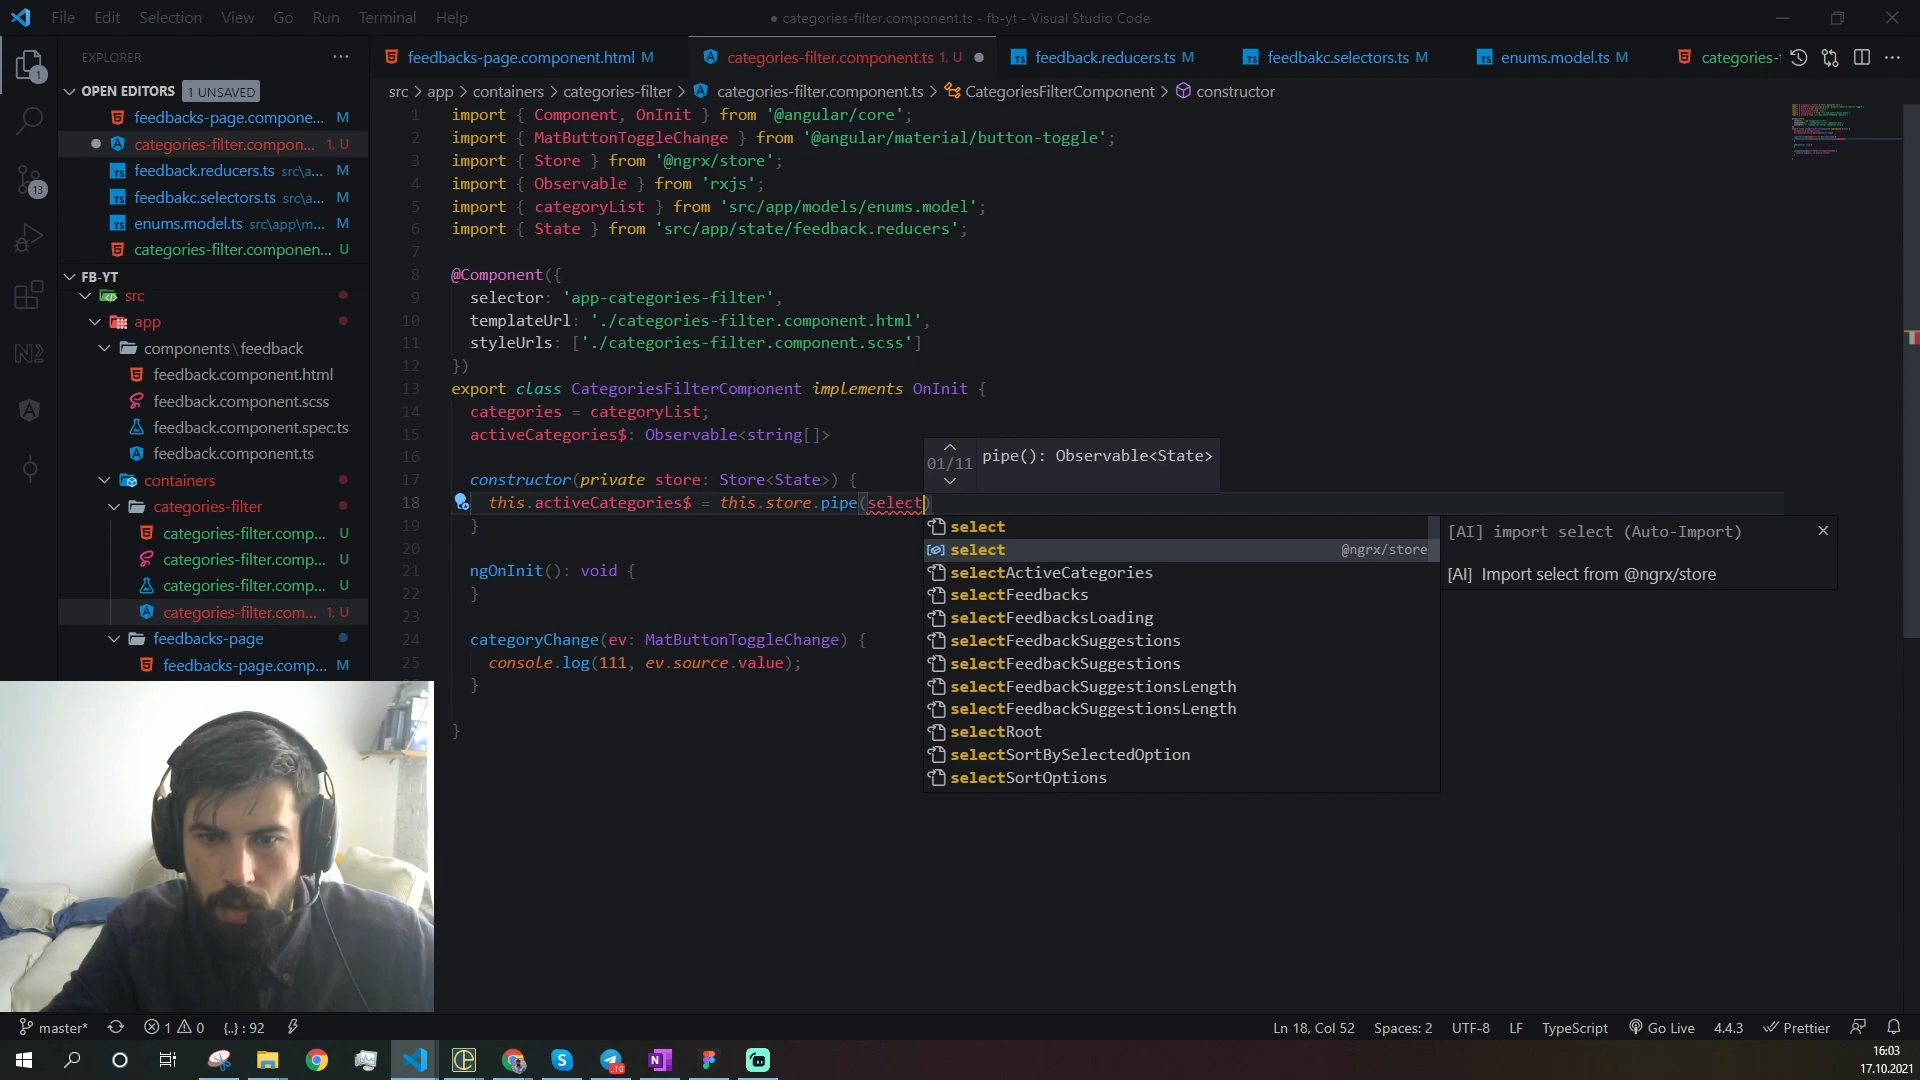 File Edit Selection View Go Run Terminal Help
● categories-filter.component.ts - fb-yt - Visual Studio Code
EXPLORER
feedbacks-page.component.html M
categories-filter.component.ts 1, U
feedback.reducers.ts M
feedbakc.selectors.ts M
enums.model.ts M
categories-
OPEN EDITORS 1 UNSAVED
src > app > containers > categories-filter > categories-filter.component.ts > CategoriesFilterComponent > constructor
feedbacks-page.compone... M
categories-filter.compon... 1, U
feedback.reducers.ts src\a... M
feedbakc.selectors.ts src\a... M
enums.model.ts src\app\m... M
categories-filter.componen... U
FB-YT
src
app
components\feedback
feedback.component.html
feedback.component.scss
feedback.component.spec.ts
feedback.component.ts
containers
categories-filter
categories-filter.comp... U
categories-filter.comp... U
categories-filter.comp... U
categories-filter.com... 1, U
feedbacks-page
feedbacks-page.comp... M
1
13
1 import { Component, OnInit } from '@angular/core';
2 import { MatButtonToggleChange } from '@angular/material/button-toggle';
3 import { Store } from '@ngrx/store';
4 import { Observable } from 'rxjs';
5 import { categoryList } from 'src/app/models/enums.model';
6 import { State } from 'src/app/state/feedback.reducers';
7
8 @Component({
9 selector: 'app-categories-filter',
10 templateUrl: './categories-filter.component.html',
11 styleUrls: ['./categories-filter.component.scss']
12 })
13 export class CategoriesFilterComponent implements OnInit {
14 categories = categoryList;
15 activeCategories$: Observable<string[]>
16
17 constructor(private store: Store<State>) {
18 this.activeCategories$ = this.store.pipe(select)
19 }
20
21 ngOnInit(): void {
22 }
23
24 categoryChange(ev: MatButtonToggleChange) {
25 console.log(111, ev.source.value);
}
}
01/11 pipe(): Observable<State>
select
select @ngrx/store
selectActiveCategories
selectFeedbacks
selectFeedbacksLoading
selectFeedbackSuggestions
selectFeedbackSuggestions
selectFeedbackSuggestionsLength
selectFeedbackSuggestionsLength
selectRoot
selectSortBySelectedOption
selectSortOptions
[AI] import select (Auto-Import)
[AI] Import select from @ngrx/store
master* 1 0 {..} : 92
Ln 18, Col 52 Spaces: 2 UTF-8 LF TypeScript Go Live 4.4.3 Prettier
16:03
17.10.2021